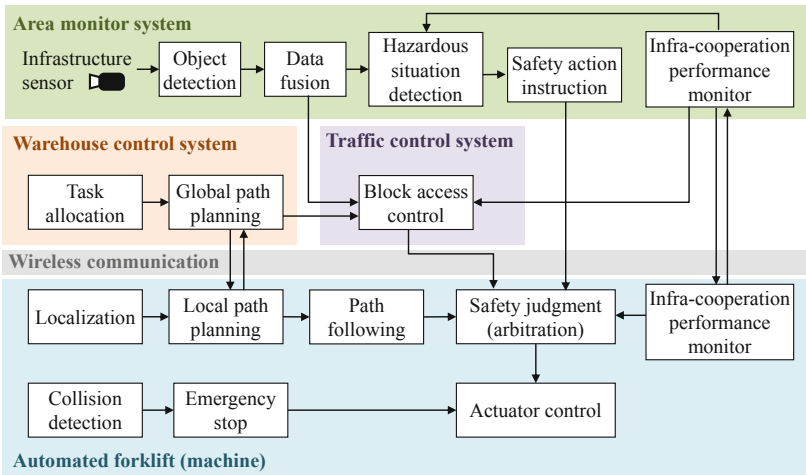 Area monitor system
Infrastructure
sensor
Object
detection
Data
fusion
Hazardous
situation
detection
Safety action
instruction
Infra-cooperation
performance
monitor
Warehouse control system
Traffic control system
Task
allocation
Global path
planning
Block access
control
Wireless communication
Localization
Local path
planning
Path
following
Safety judgment
(arbitration)
Infra-cooperation
performance
monitor
Collision
detection
Emergency
stop
Actuator control
Automated forklift (machine)